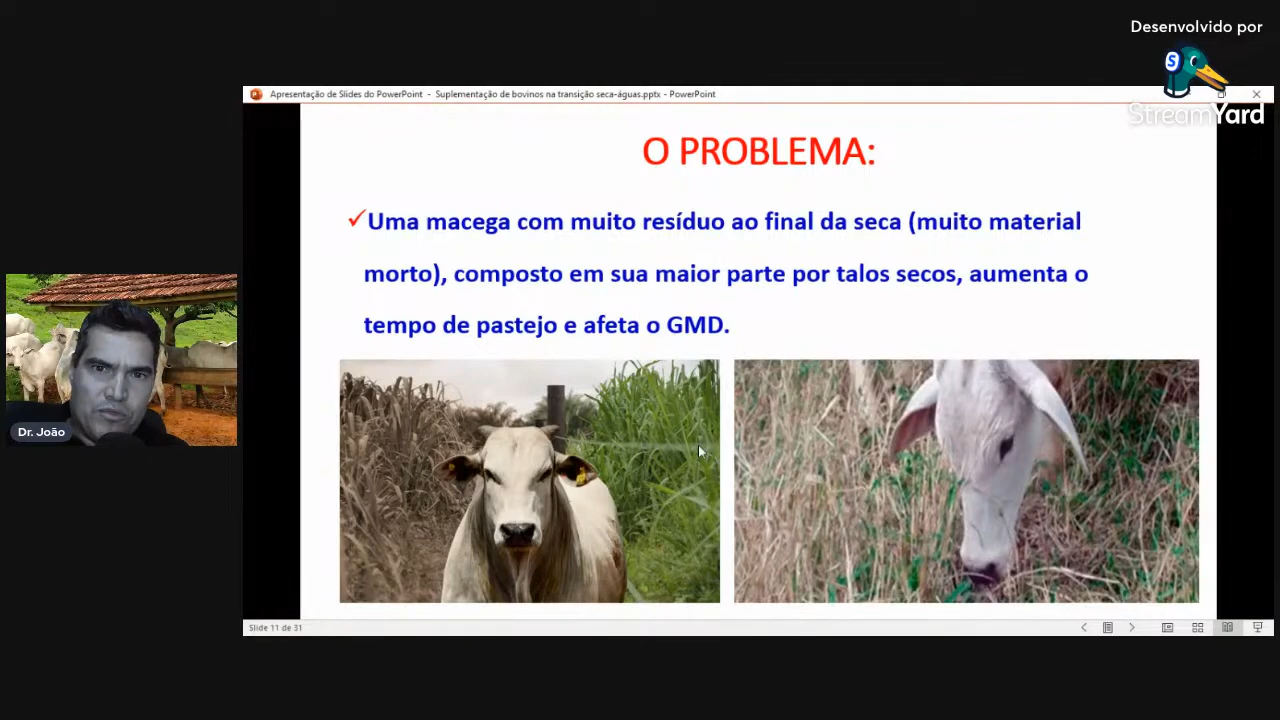 Desenvolvido por
S
StreamYard
Apresentação de Slides do PowerPoint - Suplementação de bovinos na transição seca-águas.pptx - PowerPoint
O PROBLEMA:
✓Uma macega com muito resíduo ao final da seca (muito material
morto), composto em sua maior parte por talos secos, aumenta o
tempo de pastejo e afeta o GMD.
Dr. João
Slide 11 de 31